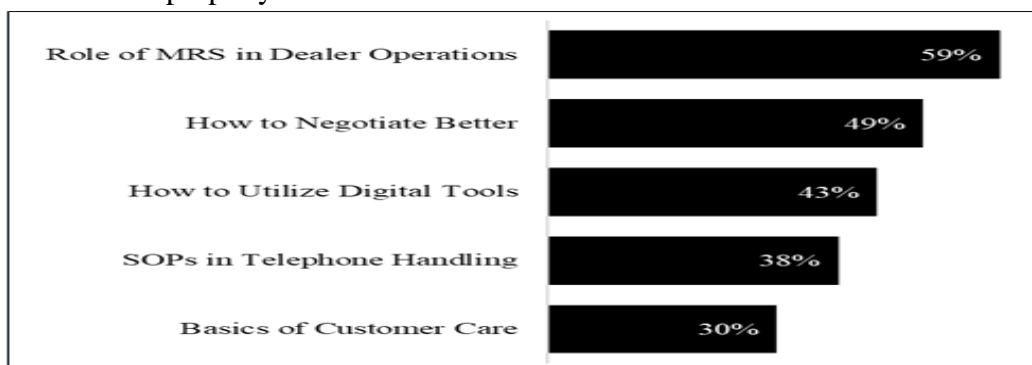 Role of MRS in Dealer Operations 59%
How to Negotiate Better 49%
How to Utilize Digital Tools 43%
SOPs in Telephone Handling 38%
Basics of Customer Care 30%